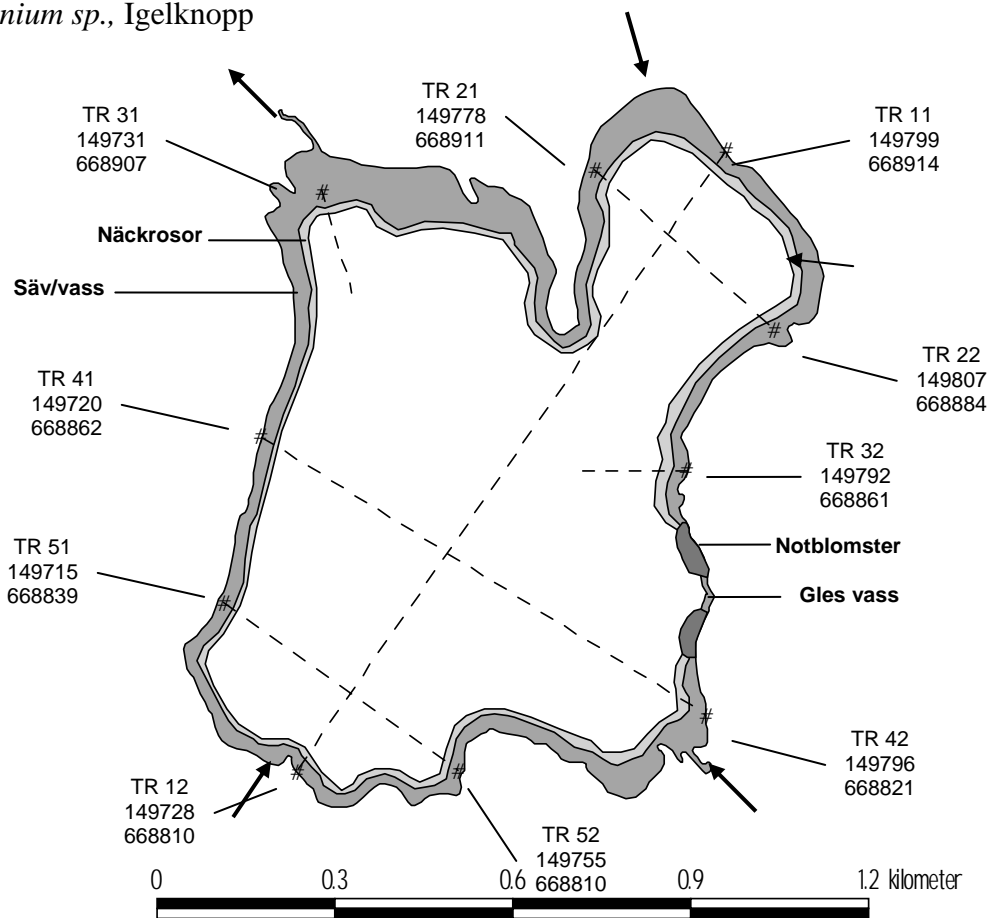 nium sp., Igelknopp
TR 21
149778
668911
TR 31
149731
668907
TR 11
149799
668914
Näckrosor
Säv/vass
TR 22
149807
668884
TR 41
149720
668862
TR 32
149792
668861
Notblomster
TR 51
149715
668839
Gles vass
TR 42
149796
668821
TR 12
149728
668810
TR 52
149755
668810
0 0.3 0.6 0.9 1.2 kilometer